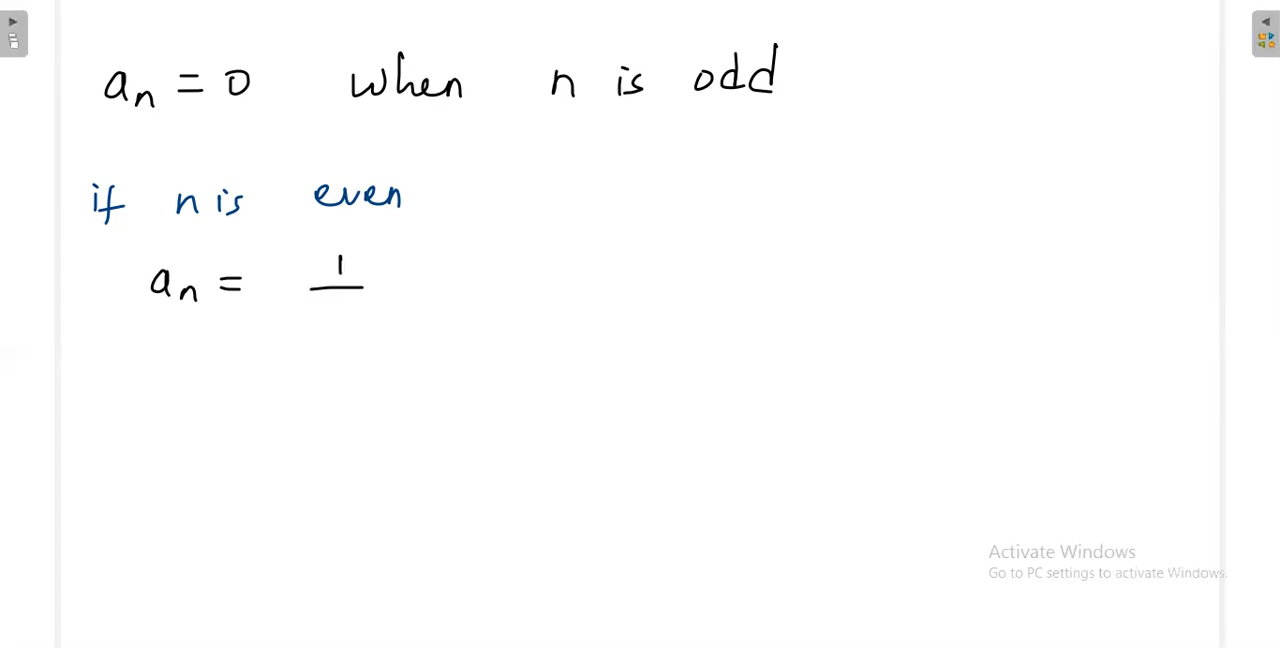 aₙ = 0 when n is odd
if n is even
aₙ = 1/
Activate Windows
Go to PC settings to activate Windows.